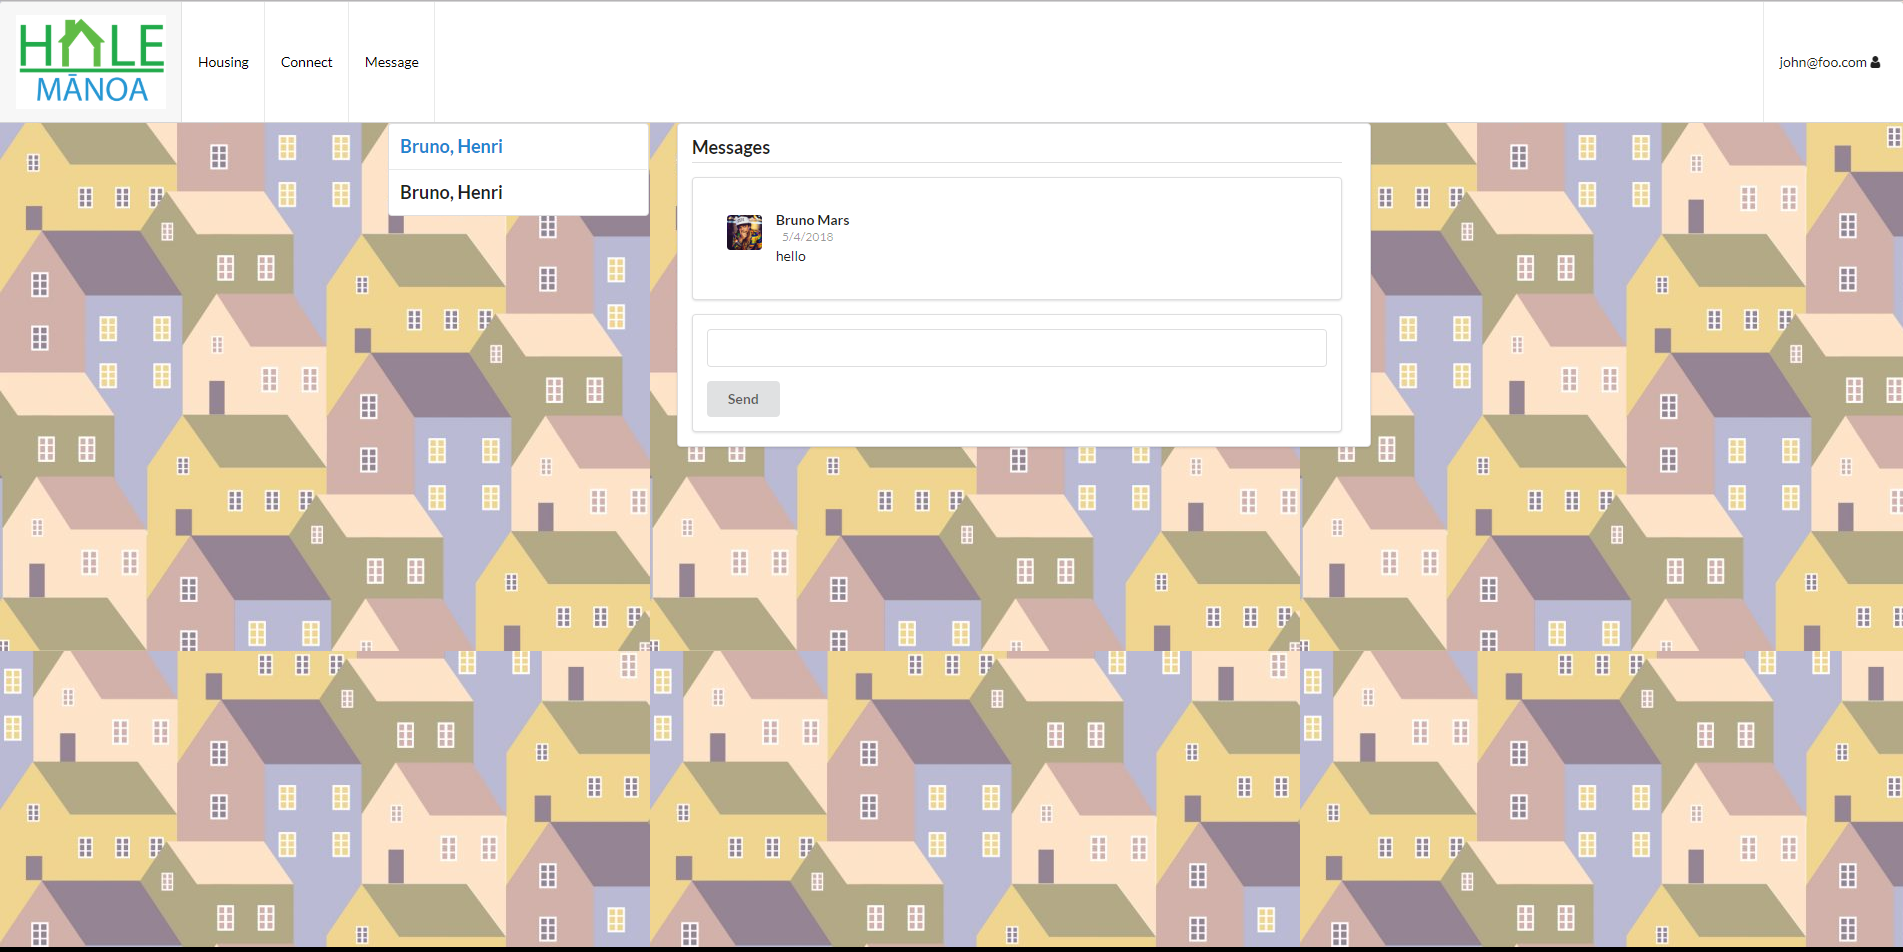 HALE
MĀNOA
Housing
Connect
Message
john@foo.com
Bruno, Henri
Bruno, Henri
Messages
Bruno Mars
5/4/2018
hello
Send